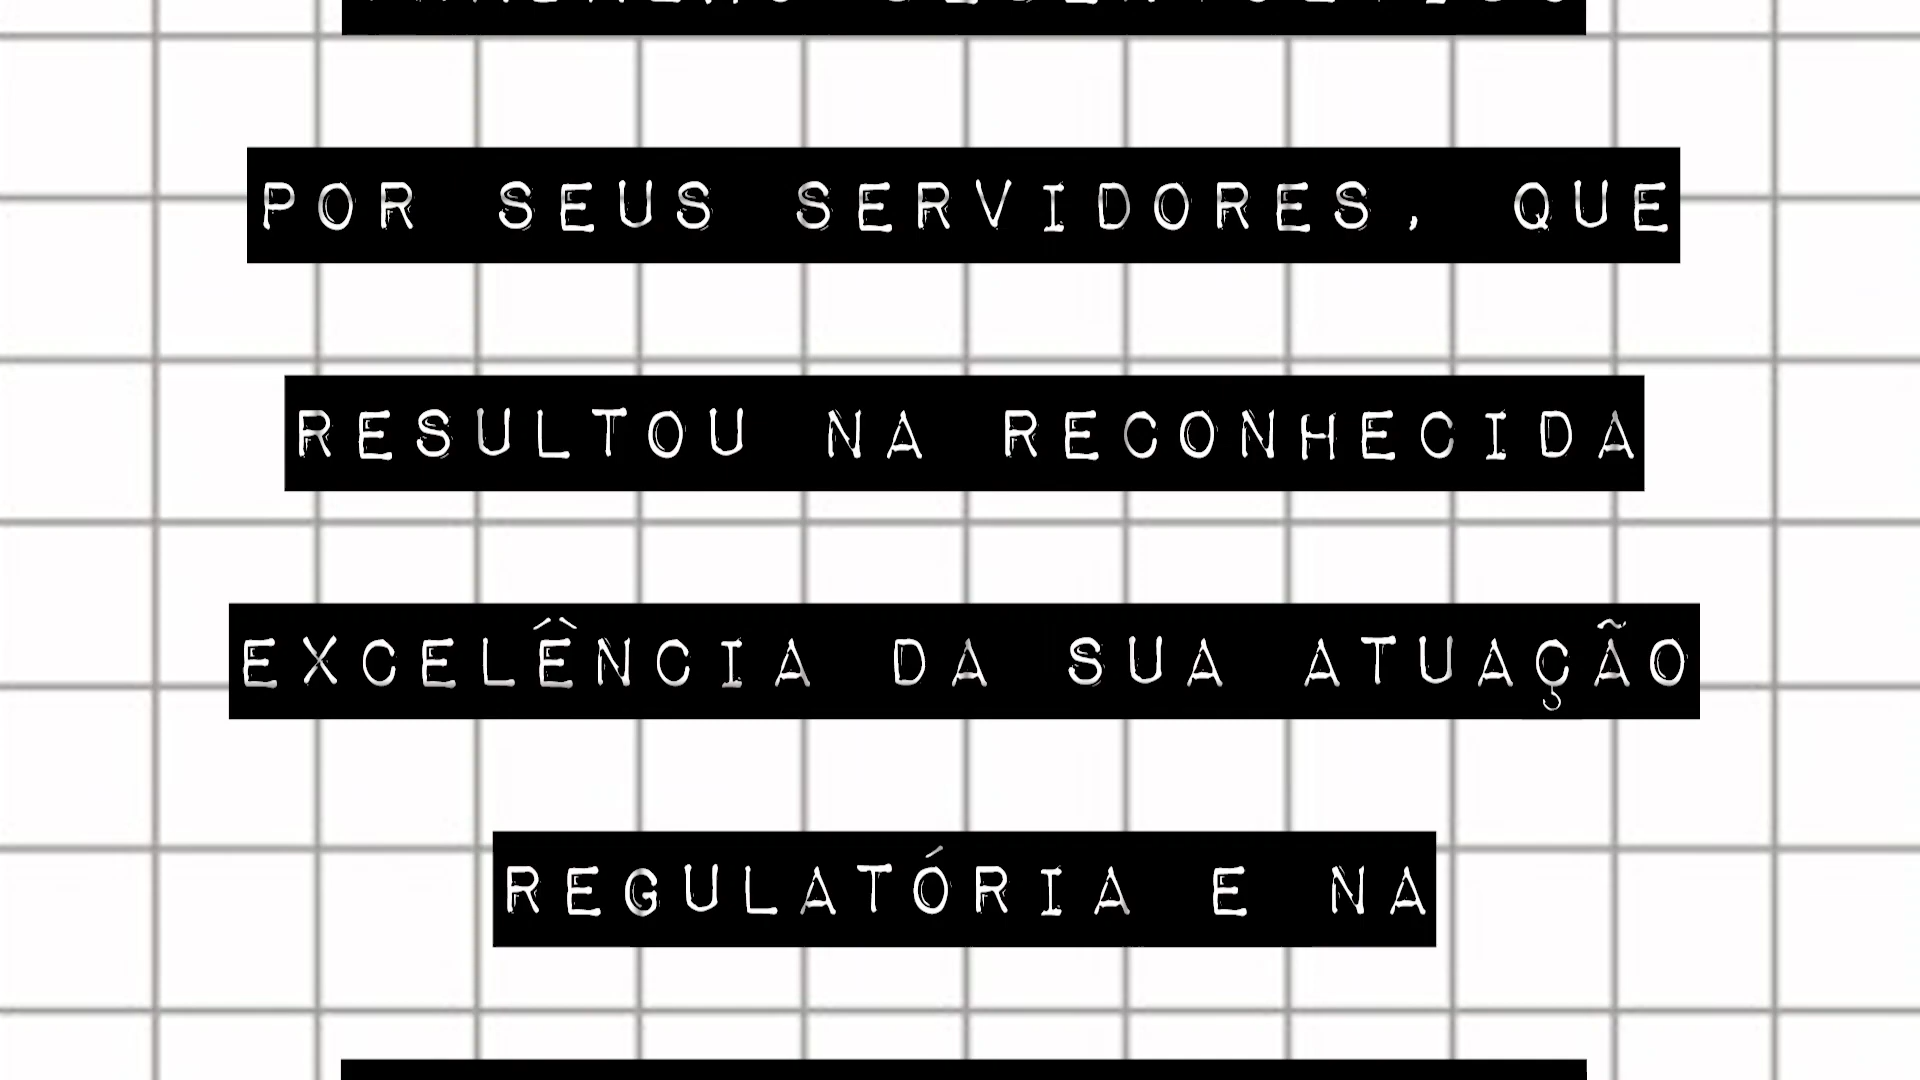 POR SEUS SERVIDORES, QUE
RESULTOU NA RECONHECIDA
EXCELÊNCIA DA SUA ATUAÇÃO
REGULATÓRIA E NA